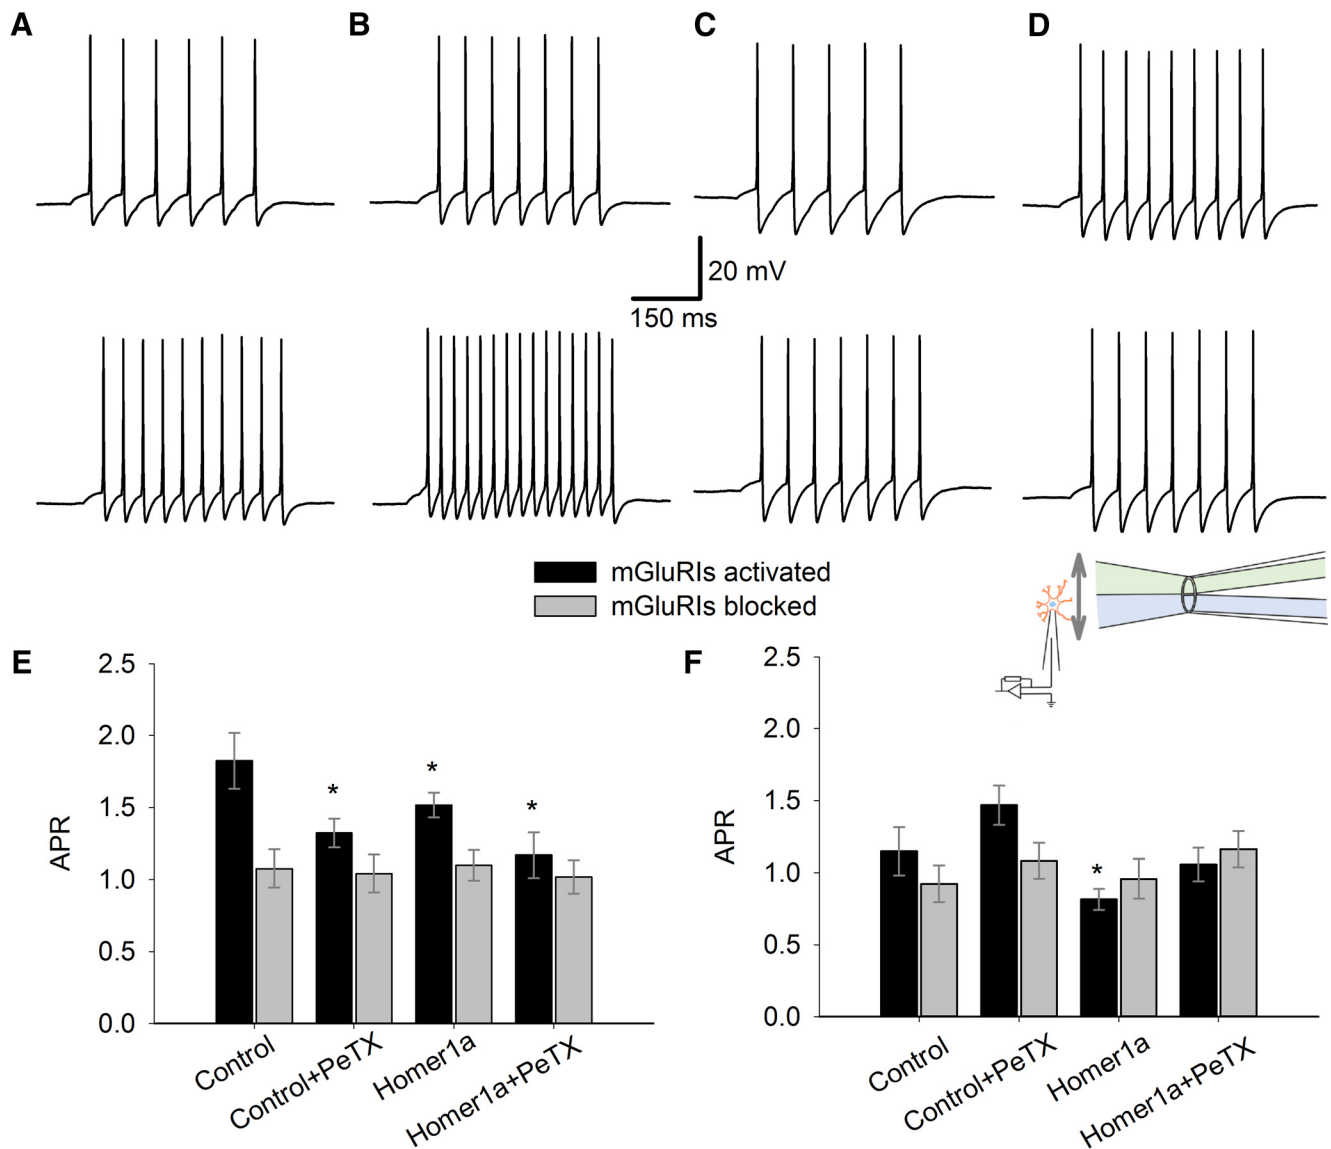 A
B
C
D
20 mV
150 ms
mGluRIs activated
mGluRIs blocked
E
F
2.5
2.0
1.5
1.0
0.5
0.0
APR
Control
Control+PeTX
Homer1a
Homer1a+PeTX
*
*
*
2.5
2.0
1.5
1.0
0.5
0.0
APR
Control
Control+PeTX
Homer1a
Homer1a+PeTX
*